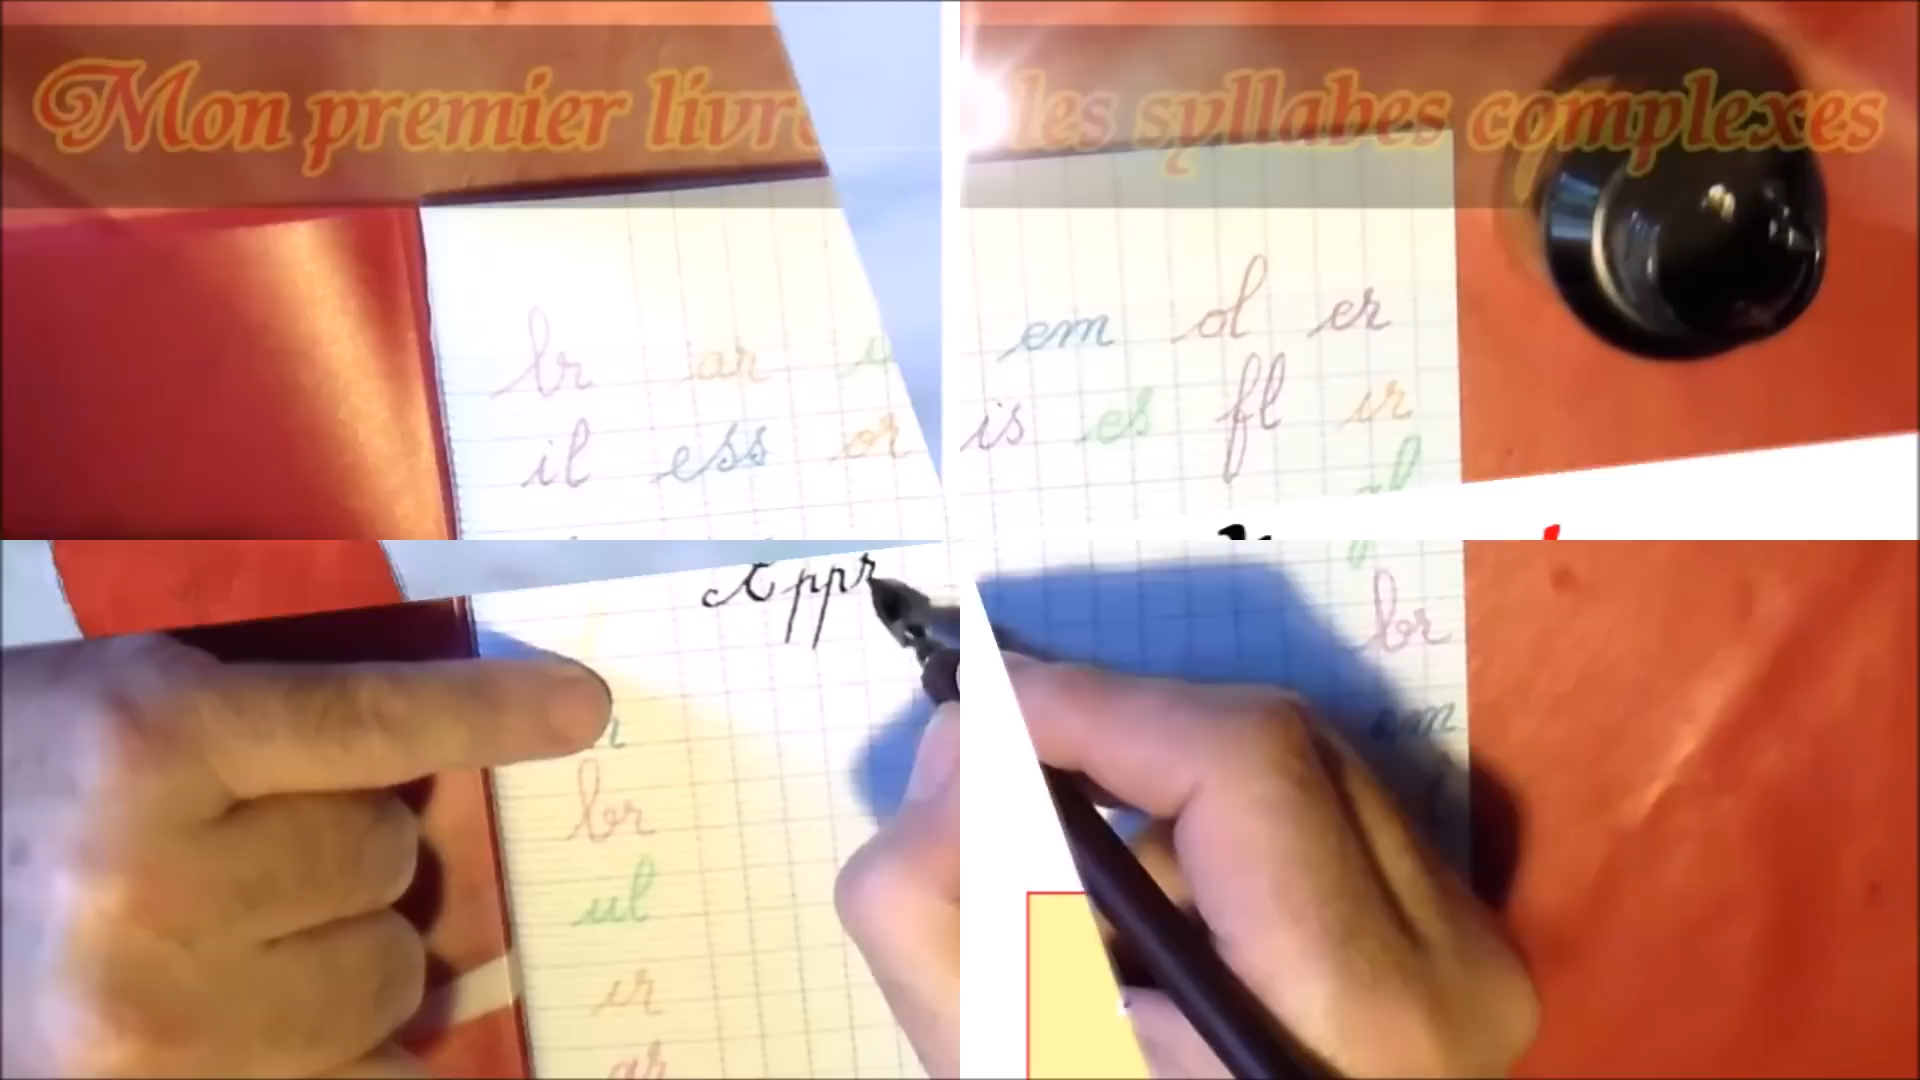 Mon premier livre les syllabes complexes
br ar
em ol er
il ess or
is es fl ir
Appr
br
br
em
ul
ir
ar